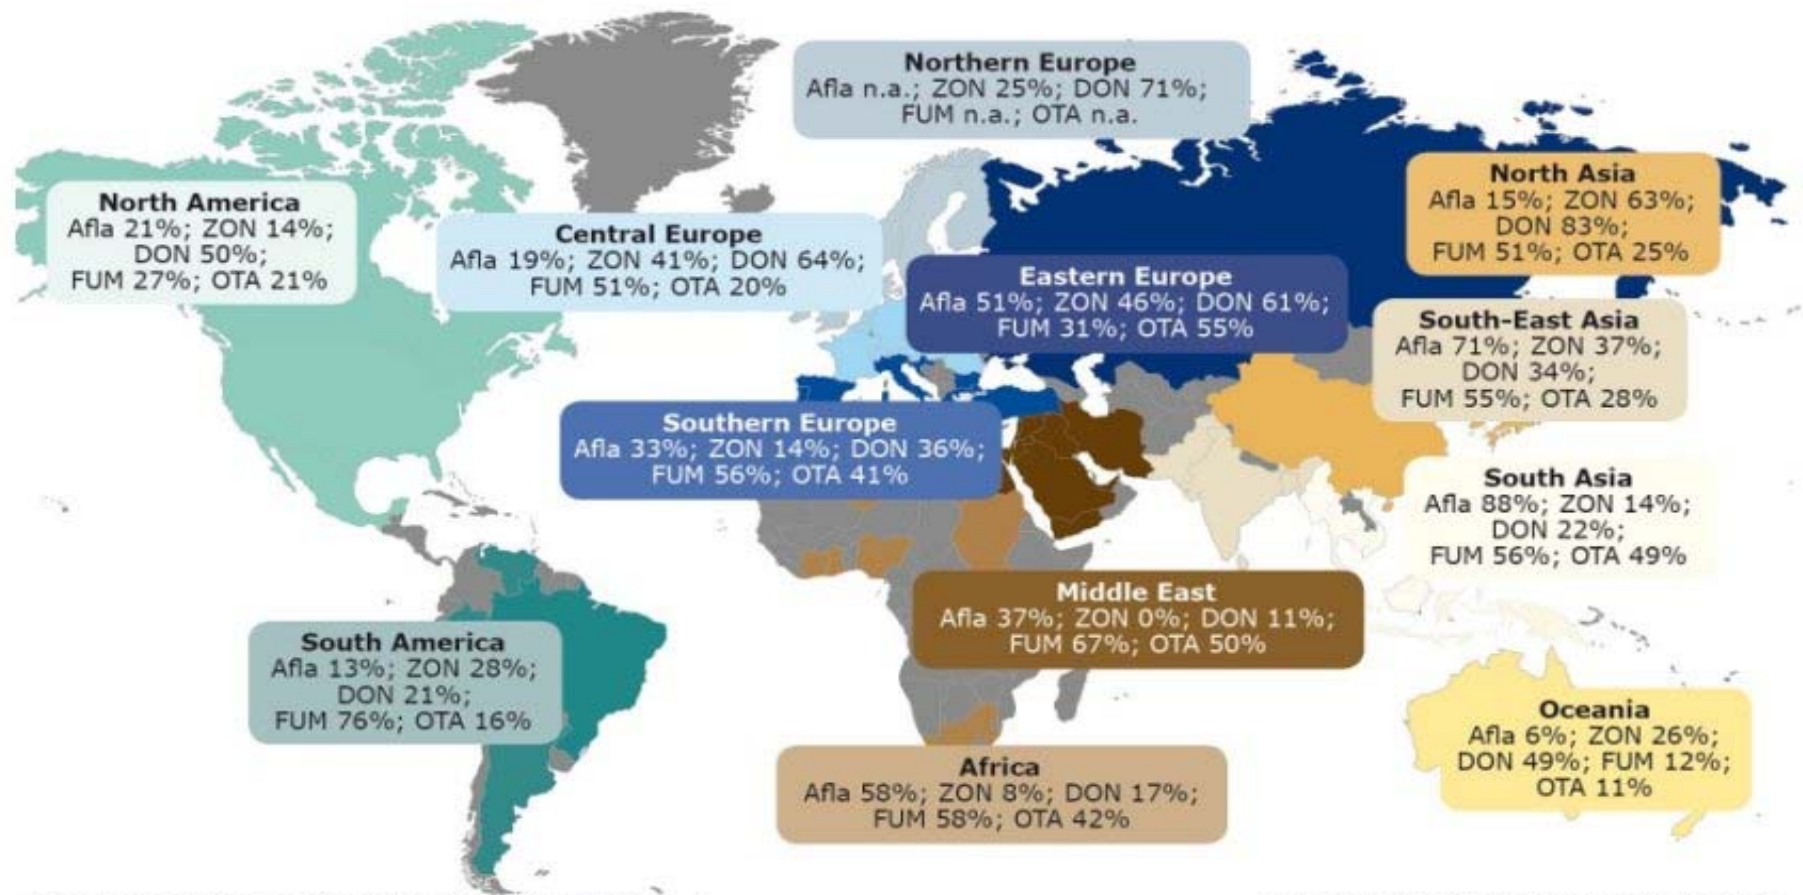 Northern Europe
Afla n.a.; ZON 25%; DON 71%;
FUM n.a.; OTA n.a.
North America
Afla 21%; ZON 14%;
DON 50%;
FUM 27%; OTA 21%
Central Europe
Afla 19%; ZON 41%; DON 64%;
FUM 51%; OTA 20%
Eastern Europe
Afla 51%; ZON 46%; DON 61%;
FUM 31%; OTA 55%
North Asia
Afla 15%; ZON 63%;
DON 83%;
FUM 51%; OTA 25%
South-East Asia
Afla 71%; ZON 37%;
DON 34%;
FUM 55%; OTA 28%
Southern Europe
Afla 33%; ZON 14%; DON 36%;
FUM 56%; OTA 41%
South Asia
Afla 88%; ZON 14%;
DON 22%;
FUM 56%; OTA 49%
Middle East
Afla 37%; ZON 0%; DON 11%;
FUM 67%; OTA 50%
South America
Afla 13%; ZON 28%;
DON 21%;
FUM 76%; OTA 16%
Oceania
Afla 6%; ZON 26%;
DON 49%; FUM 12%;
OTA 11%
Africa
Afla 58%; ZON 8%; DON 17%;
FUM 58%; OTA 42%